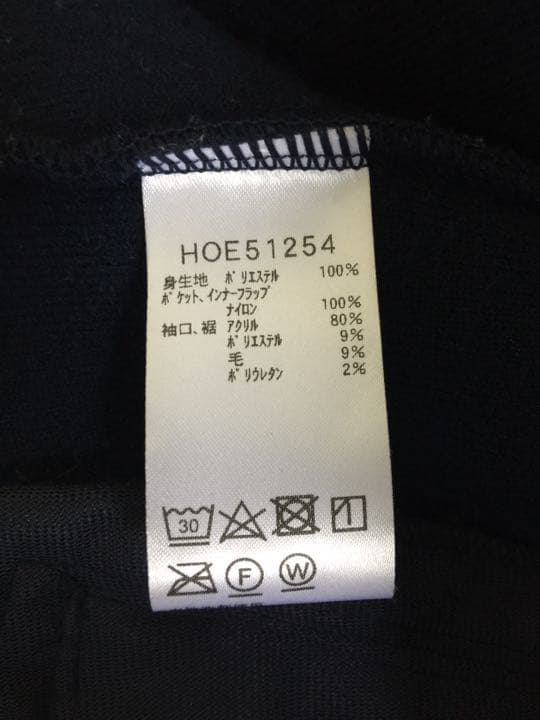 HOE51254
身生地 ポリエステル 100%
ポケット、インナーフラップ
ナイロン 100%
袖口、裾 アクリル 80%
ポリエステル 9%
毛 9%
ポリウレタン 2%
30
F W